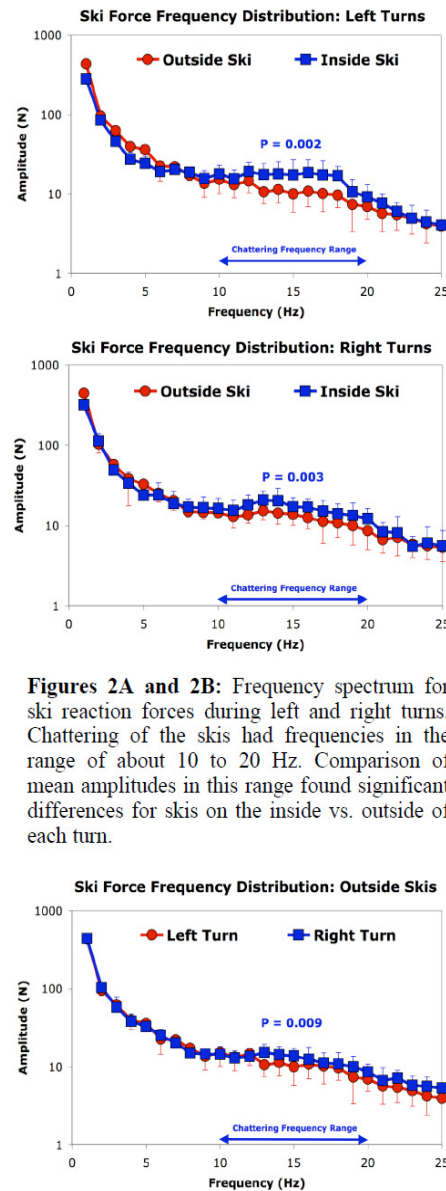 Ski Force Frequency Distribution: Left Turns
1000
100
10
1
Amplitude (N)
Outside Ski
Inside Ski
P = 0.002
Chattering Frequency Range
0 5 10 15 20 25
Frequency (Hz)
Ski Force Frequency Distribution: Right Turns
1000
100
10
1
Amplitude (N)
Outside Ski
Inside Ski
P = 0.003
Chattering Frequency Range
0 5 10 15 20 25
Frequency (Hz)
Figures 2A and 2B: Frequency spectrum for
ski reaction forces during left and right turns.
Chattering of the skis had frequencies in the
range of about 10 to 20 Hz. Comparison of
mean amplitudes in this range found significant
differences for skis on the inside vs. outside of
each turn.
Ski Force Frequency Distribution: Outside Skis
1000
100
10
1
Amplitude (N)
Left Turn
Right Turn
P = 0.009
Chattering Frequency Range
0 5 10 15 20 25
Frequency (Hz)